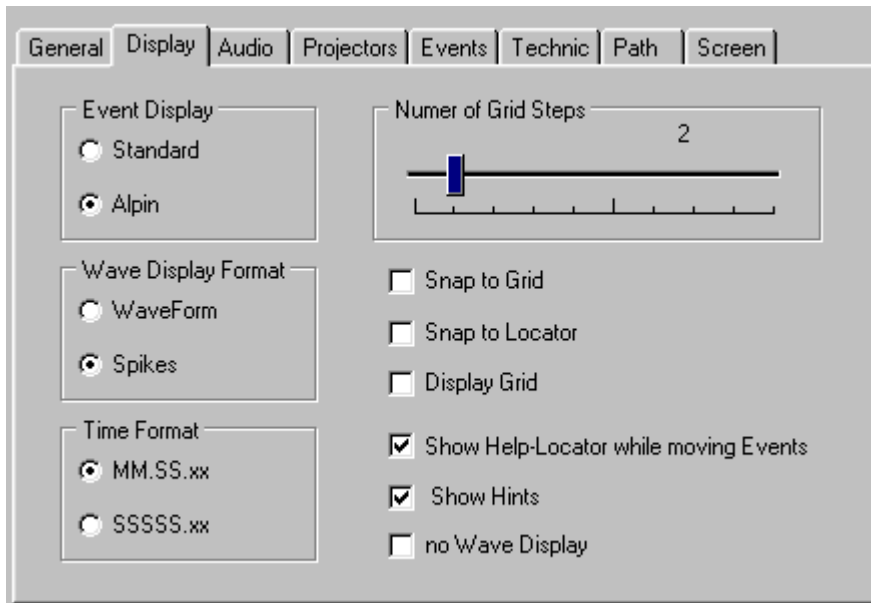 General Display Audio Projectors Events Technic Path Screen
Event Display
Standard
Alpin
Wave Display Format
WaveForm
Spikes
Time Format
MM.SS.xx
SSSSS.xx
Numer of Grid Steps
2
Snap to Grid
Snap to Locator
Display Grid
Show Help-Locator while moving Events
Show Hints
no Wave Display